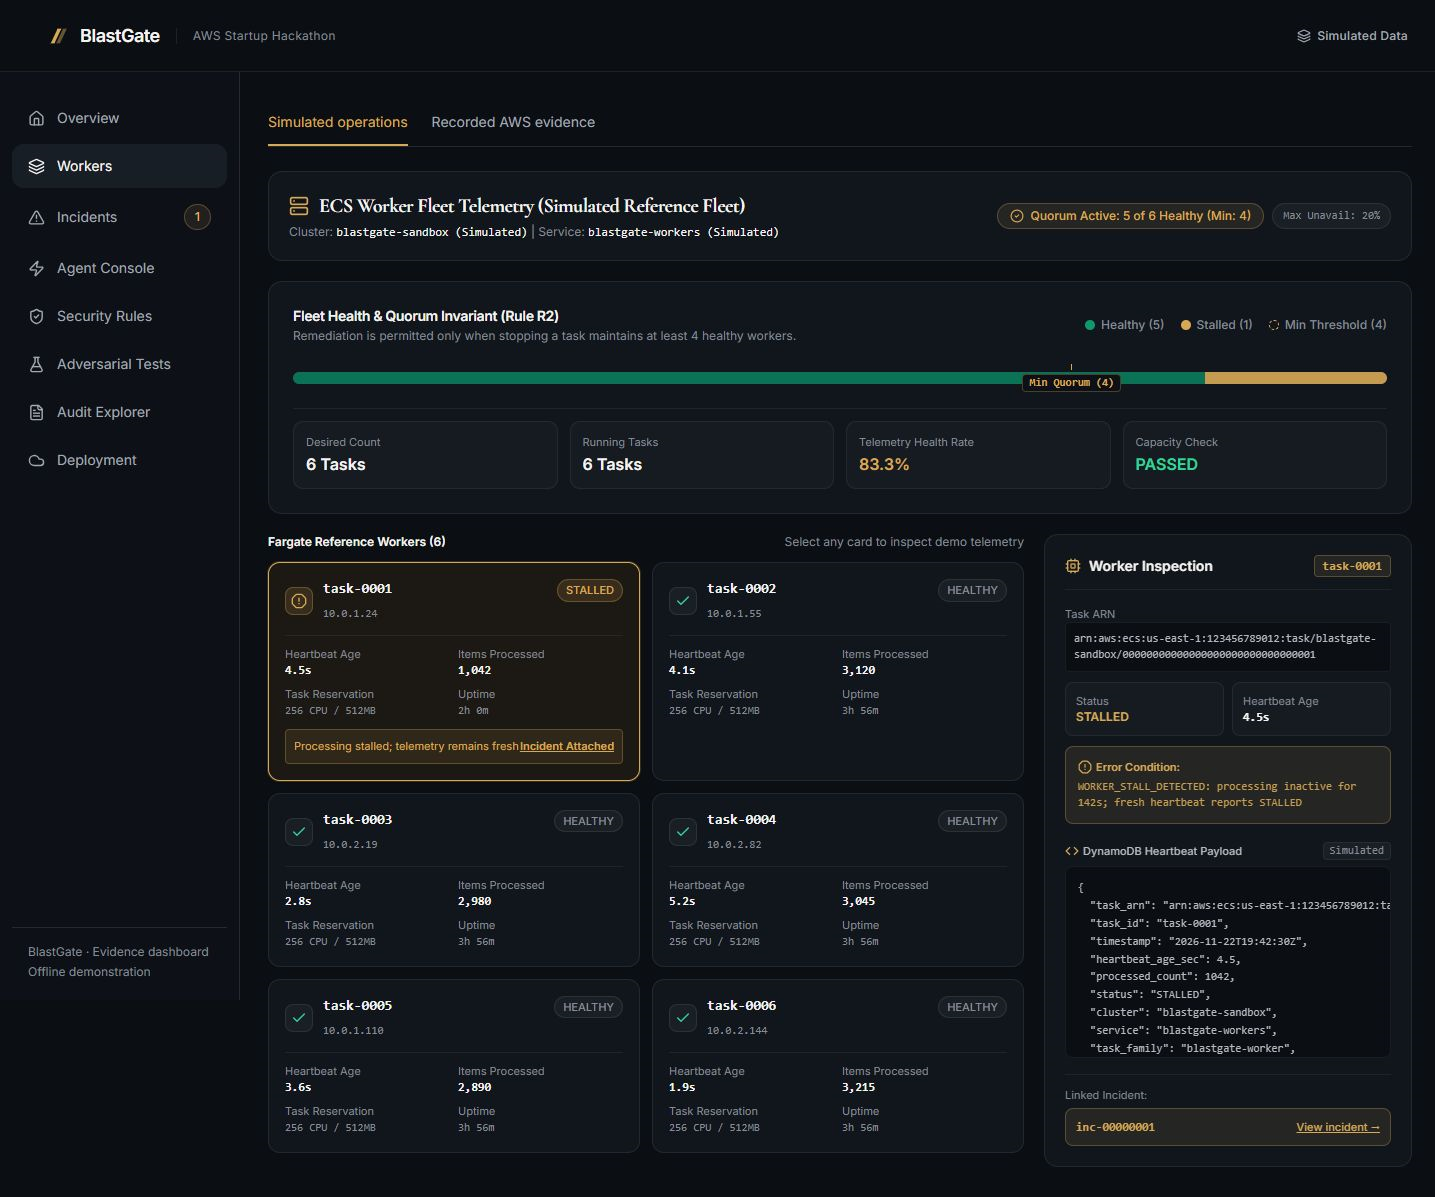 BlastGate
AWS Startup Hackathon
Simulated Data
Overview
Workers
Incidents
1
Agent Console
Security Rules
Adversarial Tests
Audit Explorer
Deployment
BlastGate · Evidence dashboard
Offline demonstration
Simulated operations
Recorded AWS evidence
ECS Worker Fleet Telemetry (Simulated Reference Fleet)
Cluster: blastgate-sandbox (Simulated) | Service: blastgate-workers (Simulated)
Quorum Active: 5 of 6 Healthy (Min: 4)
Max Unavail: 20%
Fleet Health & Quorum Invariant (Rule R2)
Remediation is permitted only when stopping a task maintains at least 4 healthy workers.
Healthy (5)
Stalled (1)
Min Threshold (4)
Min Quorum (4)
Desired Count
6 Tasks
Running Tasks
6 Tasks
Telemetry Health Rate
83.3%
Capacity Check
PASSED
Fargate Reference Workers (6)
Select any card to inspect demo telemetry
task-0001
10.0.1.24
STALLED
Heartbeat Age
4.5s
Items Processed
1,042
Task Reservation
256 CPU / 512MB
Uptime
2h 0m
Processing stalled; telemetry remains fresh
Incident Attached
task-0002
10.0.1.55
HEALTHY
Heartbeat Age
4.1s
Items Processed
3,120
Task Reservation
256 CPU / 512MB
Uptime
3h 56m
task-0003
10.0.2.19
HEALTHY
Heartbeat Age
2.8s
Items Processed
2,980
Task Reservation
256 CPU / 512MB
Uptime
3h 56m
task-0004
10.0.2.82
HEALTHY
Heartbeat Age
5.2s
Items Processed
3,045
Task Reservation
256 CPU / 512MB
Uptime
3h 56m
task-0005
10.0.1.110
HEALTHY
Heartbeat Age
3.6s
Items Processed
2,890
Task Reservation
256 CPU / 512MB
Uptime
3h 56m
task-0006
10.0.2.144
HEALTHY
Heartbeat Age
1.9s
Items Processed
3,215
Task Reservation
256 CPU / 512MB
Uptime
3h 56m
Worker Inspection
task-0001
Task ARN
arn:aws:ecs:us-east-1:123456789012:task/blastgate-
sandbox/00000000000000000000000000000001
Status
STALLED
Heartbeat Age
4.5s
Error Condition:
WORKER_STALL_DETECTED: processing inactive for
142s; fresh heartbeat reports STALLED
DynamoDB Heartbeat Payload
Simulated
{
"task_arn": "arn:aws:ecs:us-east-1:123456789012:ta
"task_id": "task-0001",
"timestamp": "2026-11-22T19:42:30Z",
"heartbeat_age_sec": 4.5,
"processed_count": 1042,
"status": "STALLED",
"cluster": "blastgate-sandbox",
"service": "blastgate-workers",
"task_family": "blastgate-worker",
Linked Incident:
inc-00000001
View incident →